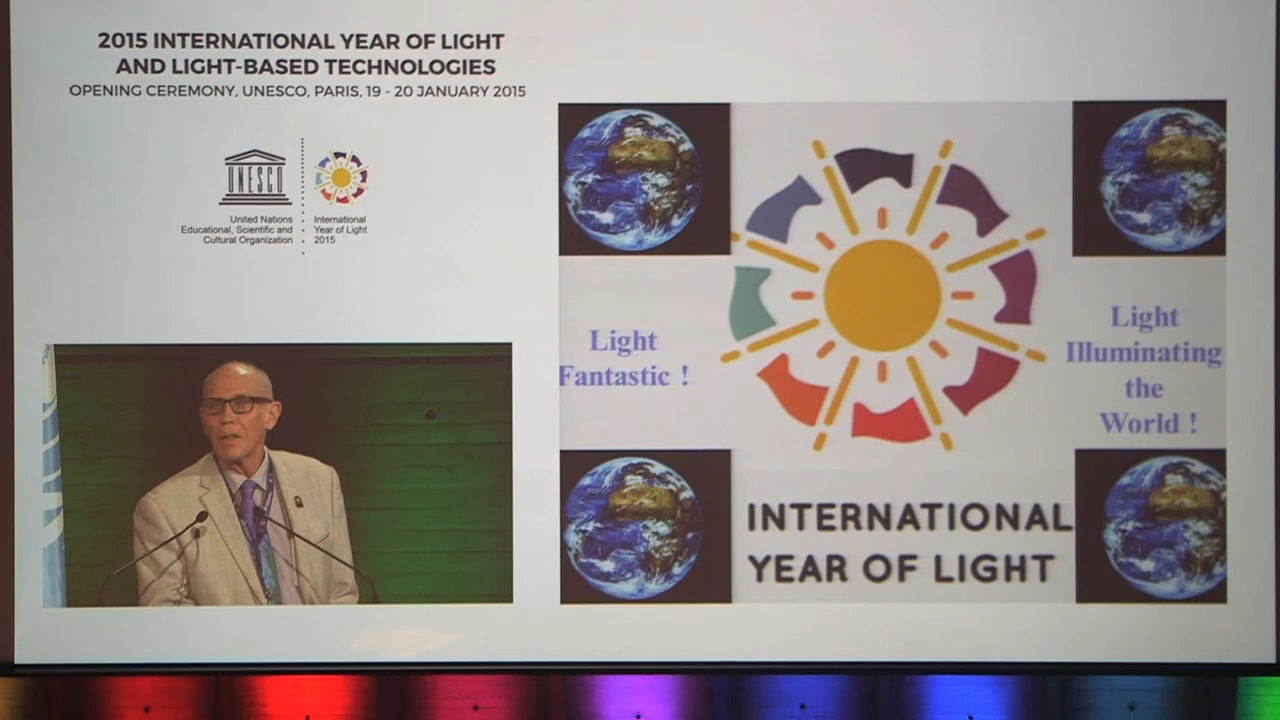 2015 INTERNATIONAL YEAR OF LIGHT
AND LIGHT-BASED TECHNOLOGIES
OPENING CEREMONY, UNESCO, PARIS, 19 - 20 JANUARY 2015
UNESCO
United Nations
Educational, Scientific and
Cultural Organization
International
Year of Light
2015
Light
Fantastic !
Light
Illuminating
the
World !
INTERNATIONAL
YEAR OF LIGHT